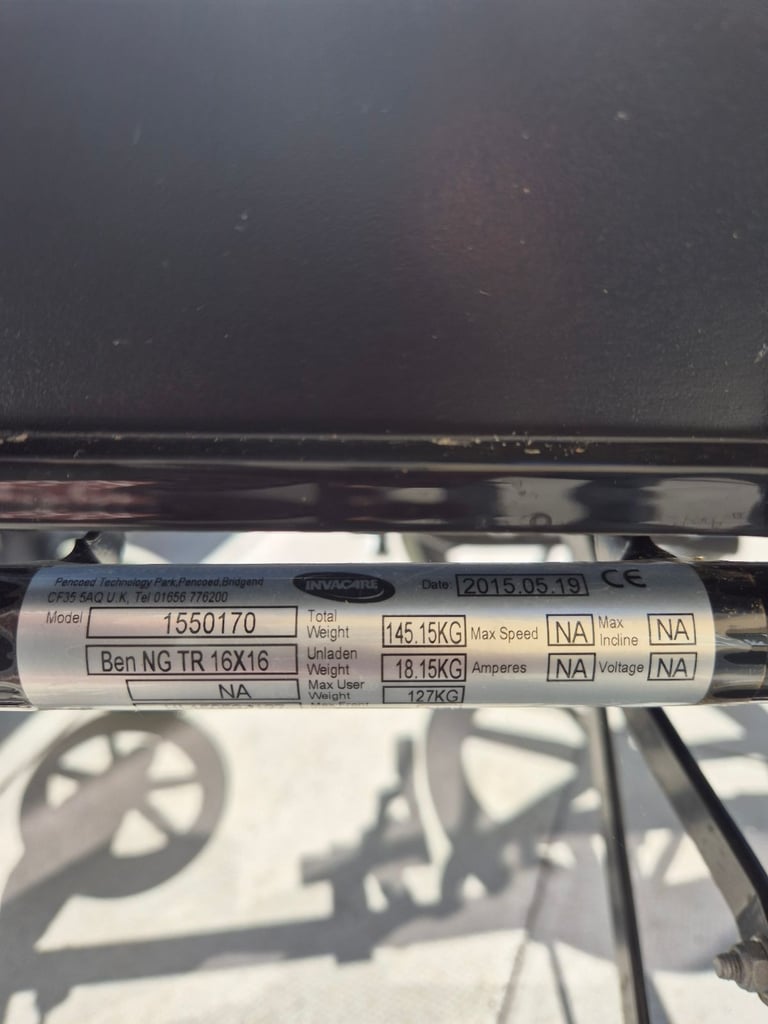 Pencoed Technology Park,Pencoed,Bridgend
CF35 5AQ U.K, Tel 01656 776200
INVACARE
Date: 2015.05.19 CE
Model 1550170
Ben NG TR 16X16
NA
Total Weight 145.15KG
Unladen Weight 18.15KG
Max User Weight 127KG
Max Speed NA
Amperes NA
Max Incline NA
Voltage NA